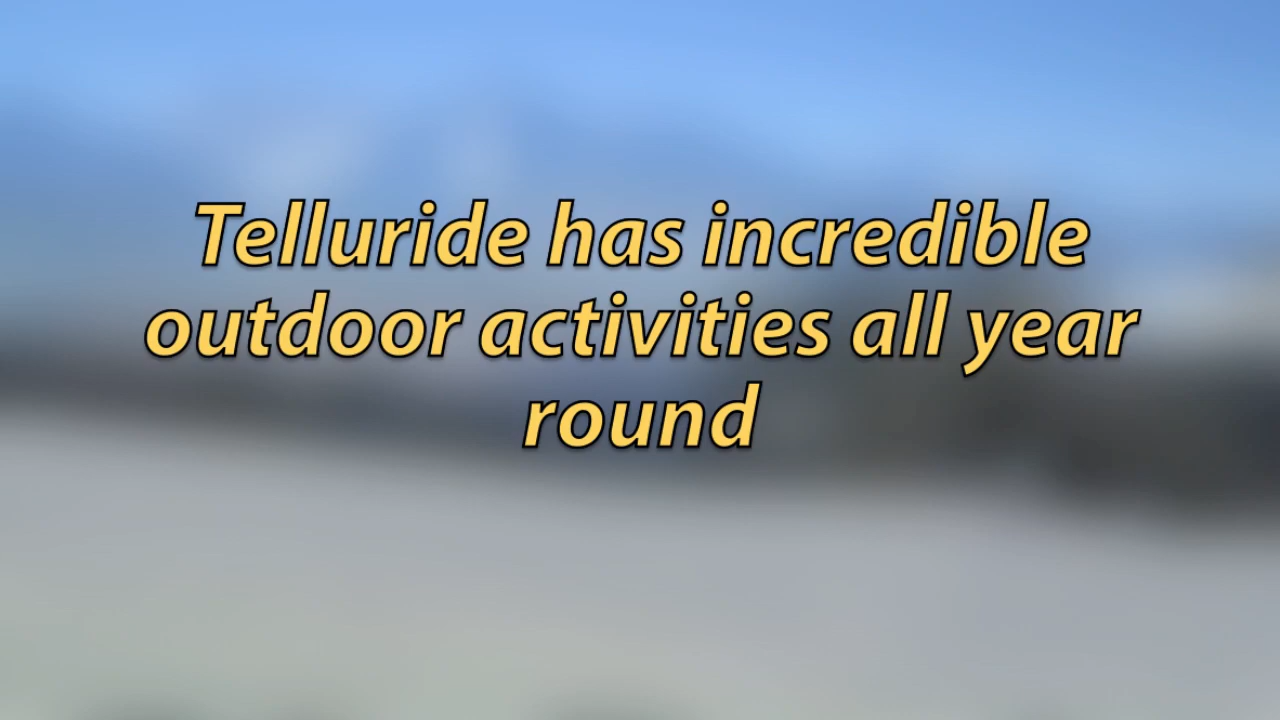 Telluride has incredible
outdoor activities all year
round